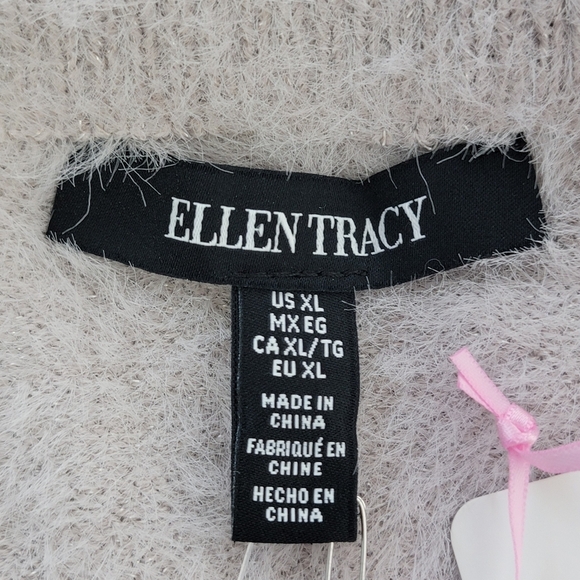 ELLEN TRACY
US XL
MX EG
CA XL/TG
EU XL
MADE IN
CHINA
FABRIQUÉ EN
CHINE
HECHO EN
CHINA